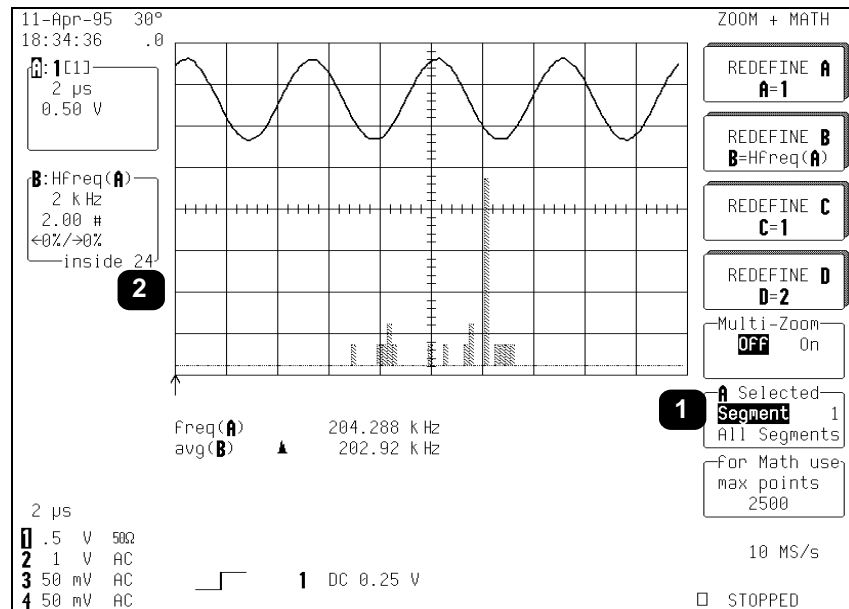 11-Apr-95 30°
18:34:36 .0
A:1[1]
2 µs
0.50 V
B:Hfreq(A)
2 kHz
2.00 #
←0%/→0%
inside 24
2
freq(A) 204.288 kHz
avg(B) 202.92 kHz
2 µs
1 .5 V 50Ω
2 1 V AC
3 50 mV AC
4 50 mV AC
1 DC 0.25 V
ZOOM + MATH
REDEFINE A
A=1
REDEFINE B
B=Hfreq(A)
REDEFINE C
C=1
REDEFINE D
D=2
Multi-Zoom
Off On
1
A Selected
Segment 1
All Segments
for Math use
max points
2500
10 MS/s
STOPPED